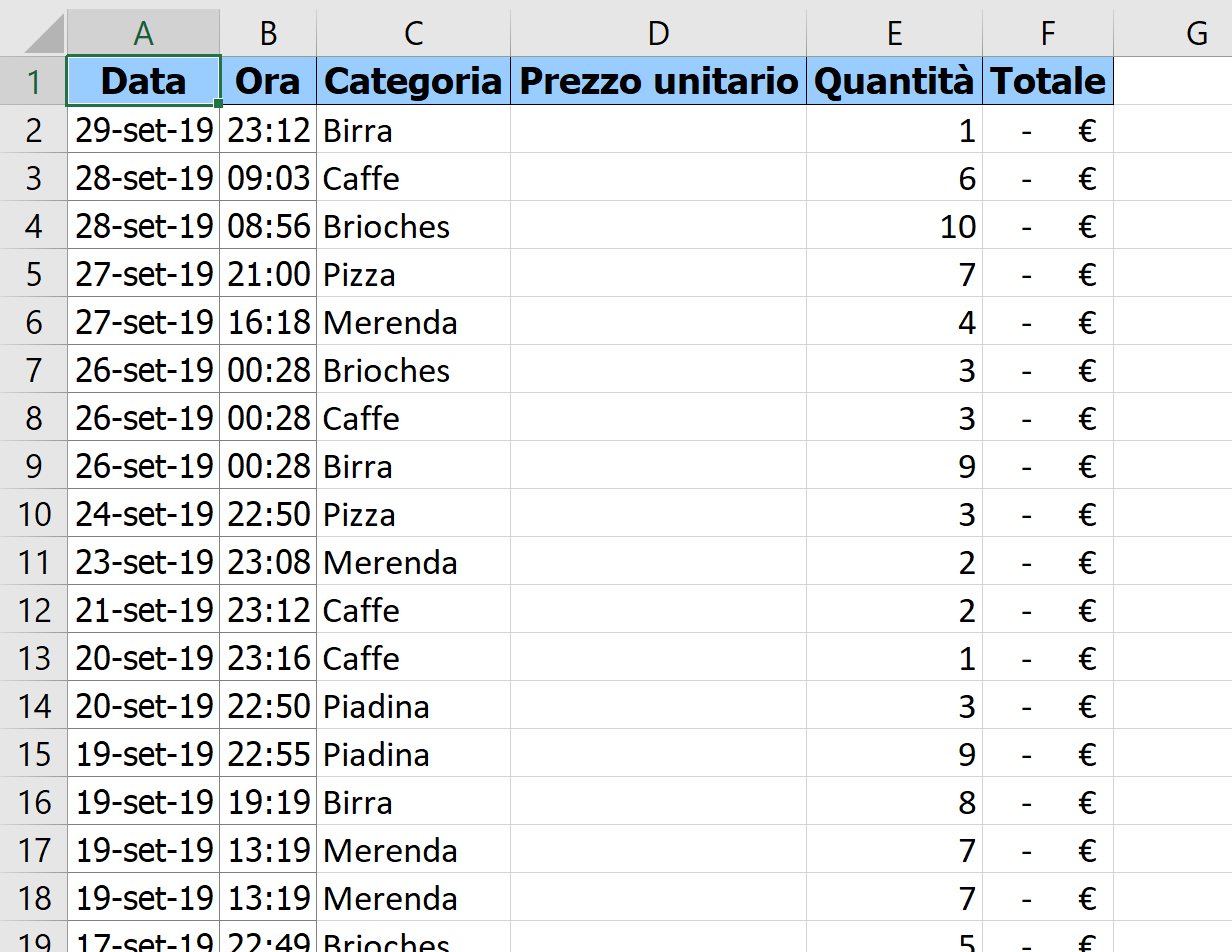 A B C D E F G
1 Data Ora Categoria Prezzo unitario Quantità Totale
2 29-set-19 23:12 Birra 1 - €
3 28-set-19 09:03 Caffe 6 - €
4 28-set-19 08:56 Brioches 10 - €
5 27-set-19 21:00 Pizza 7 - €
6 27-set-19 16:18 Merenda 4 - €
7 26-set-19 00:28 Brioches 3 - €
8 26-set-19 00:28 Caffe 3 - €
9 26-set-19 00:28 Birra 9 - €
10 24-set-19 22:50 Pizza 3 - €
11 23-set-19 23:08 Merenda 2 - €
12 21-set-19 23:12 Caffe 2 - €
13 20-set-19 23:16 Caffe 1 - €
14 20-set-19 22:50 Piadina 3 - €
15 19-set-19 22:55 Piadina 9 - €
16 19-set-19 19:19 Birra 8 - €
17 19-set-19 13:19 Merenda 7 - €
18 19-set-19 13:19 Merenda 7 - €
19 17-set-19 22:49 Brioches 5 - €